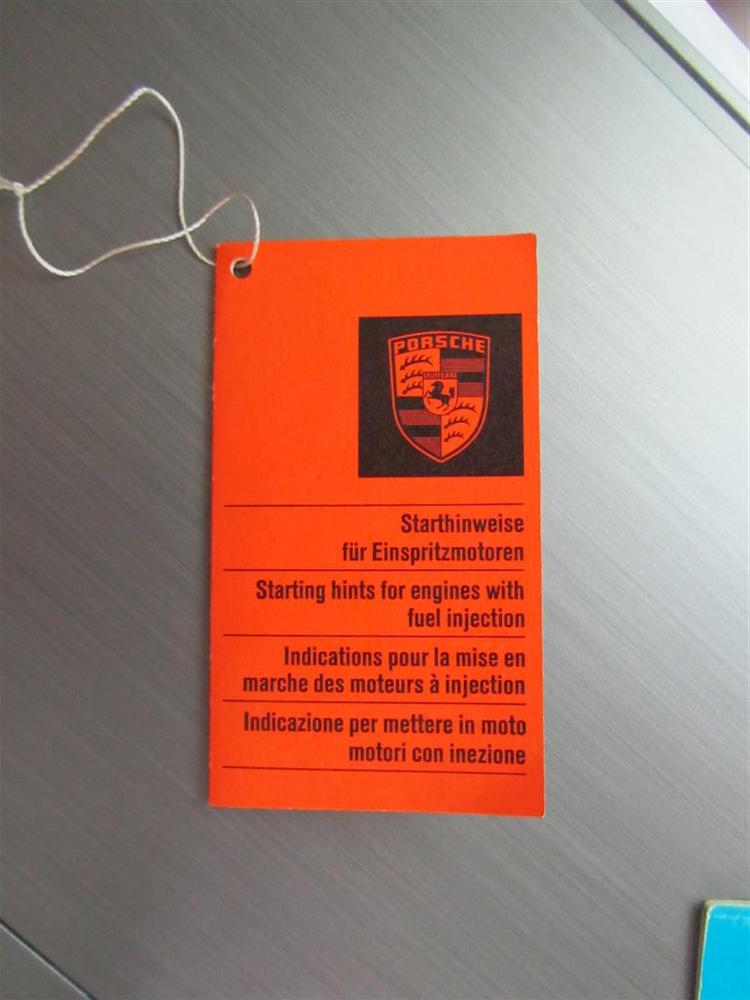 PORSCHE
STUTTGART
Starthinweise
für Einspritzmotoren
Starting hints for engines with
fuel injection
Indications pour la mise en
marche des moteurs à injection
Indicazione per mettere in moto
motori con inezione